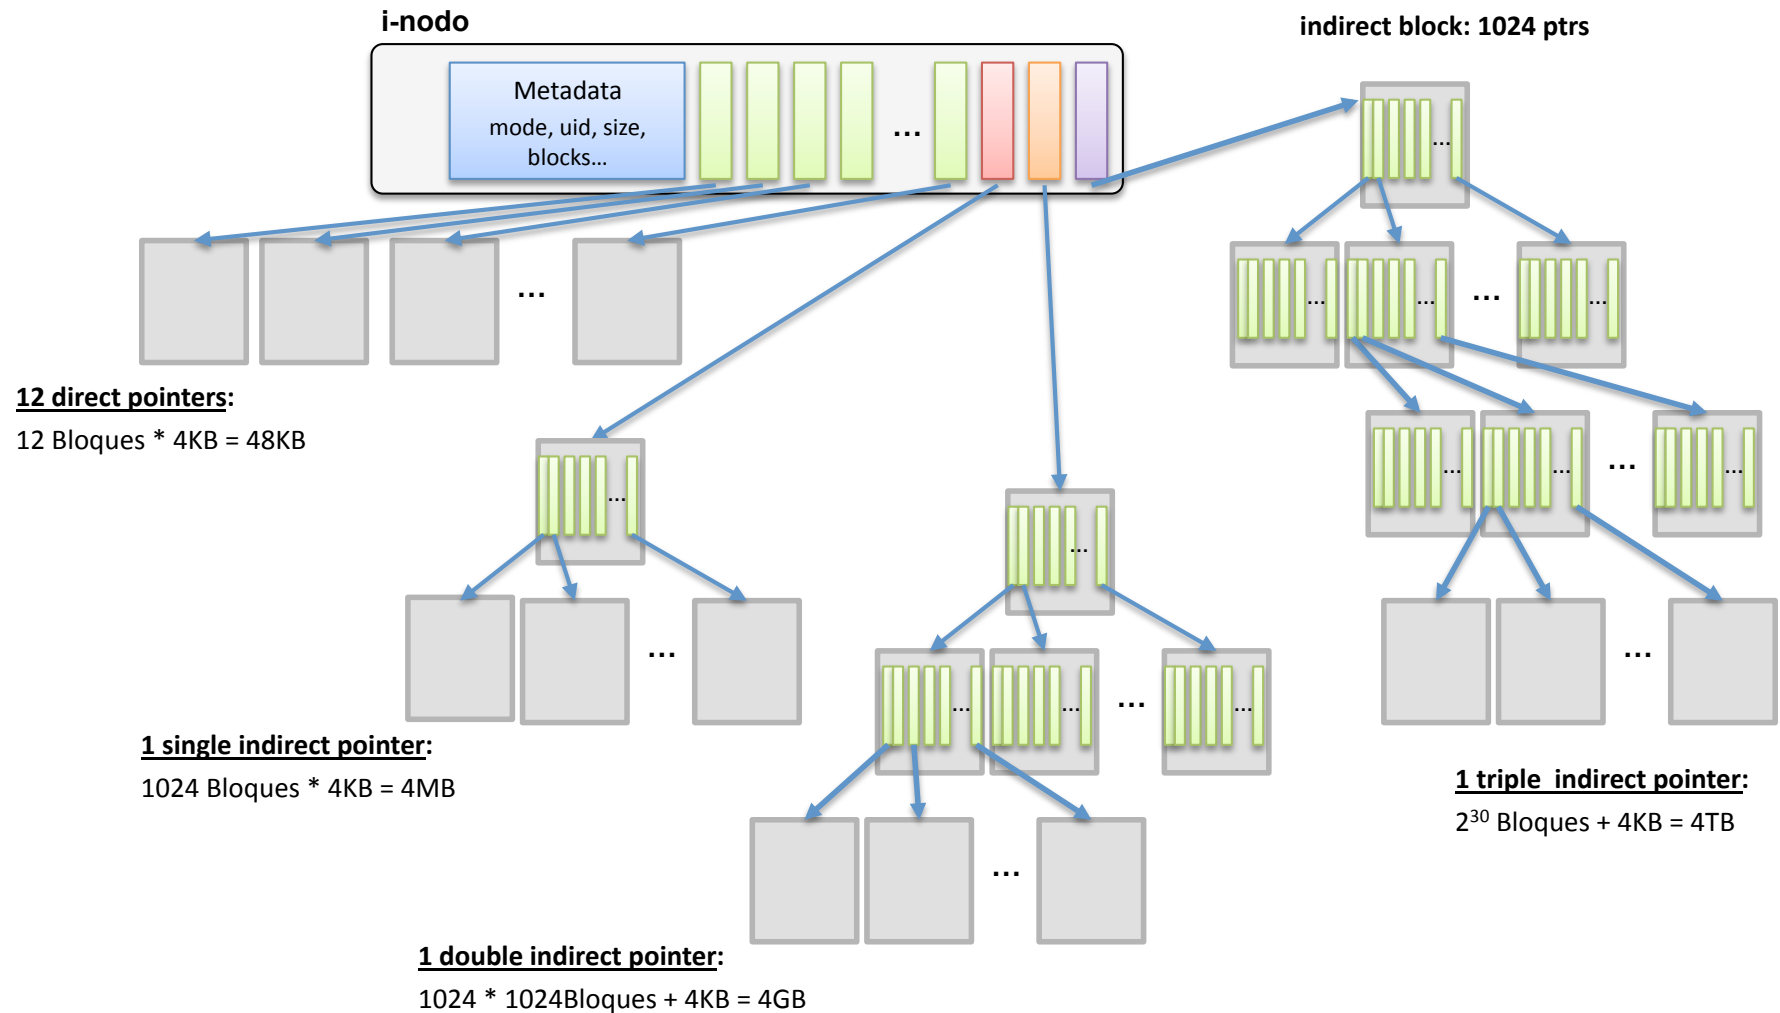 i-nodo
indirect block: 1024 ptrs
Metadata
mode, uid, size,
blocks...
...
12 direct pointers:
12 Bloques * 4KB = 48KB
1 single indirect pointer:
1024 Bloques * 4KB = 4MB
1 double indirect pointer:
1024 * 1024Bloques + 4KB = 4GB
1 triple  indirect pointer:
2³⁰ Bloques + 4KB = 4TB